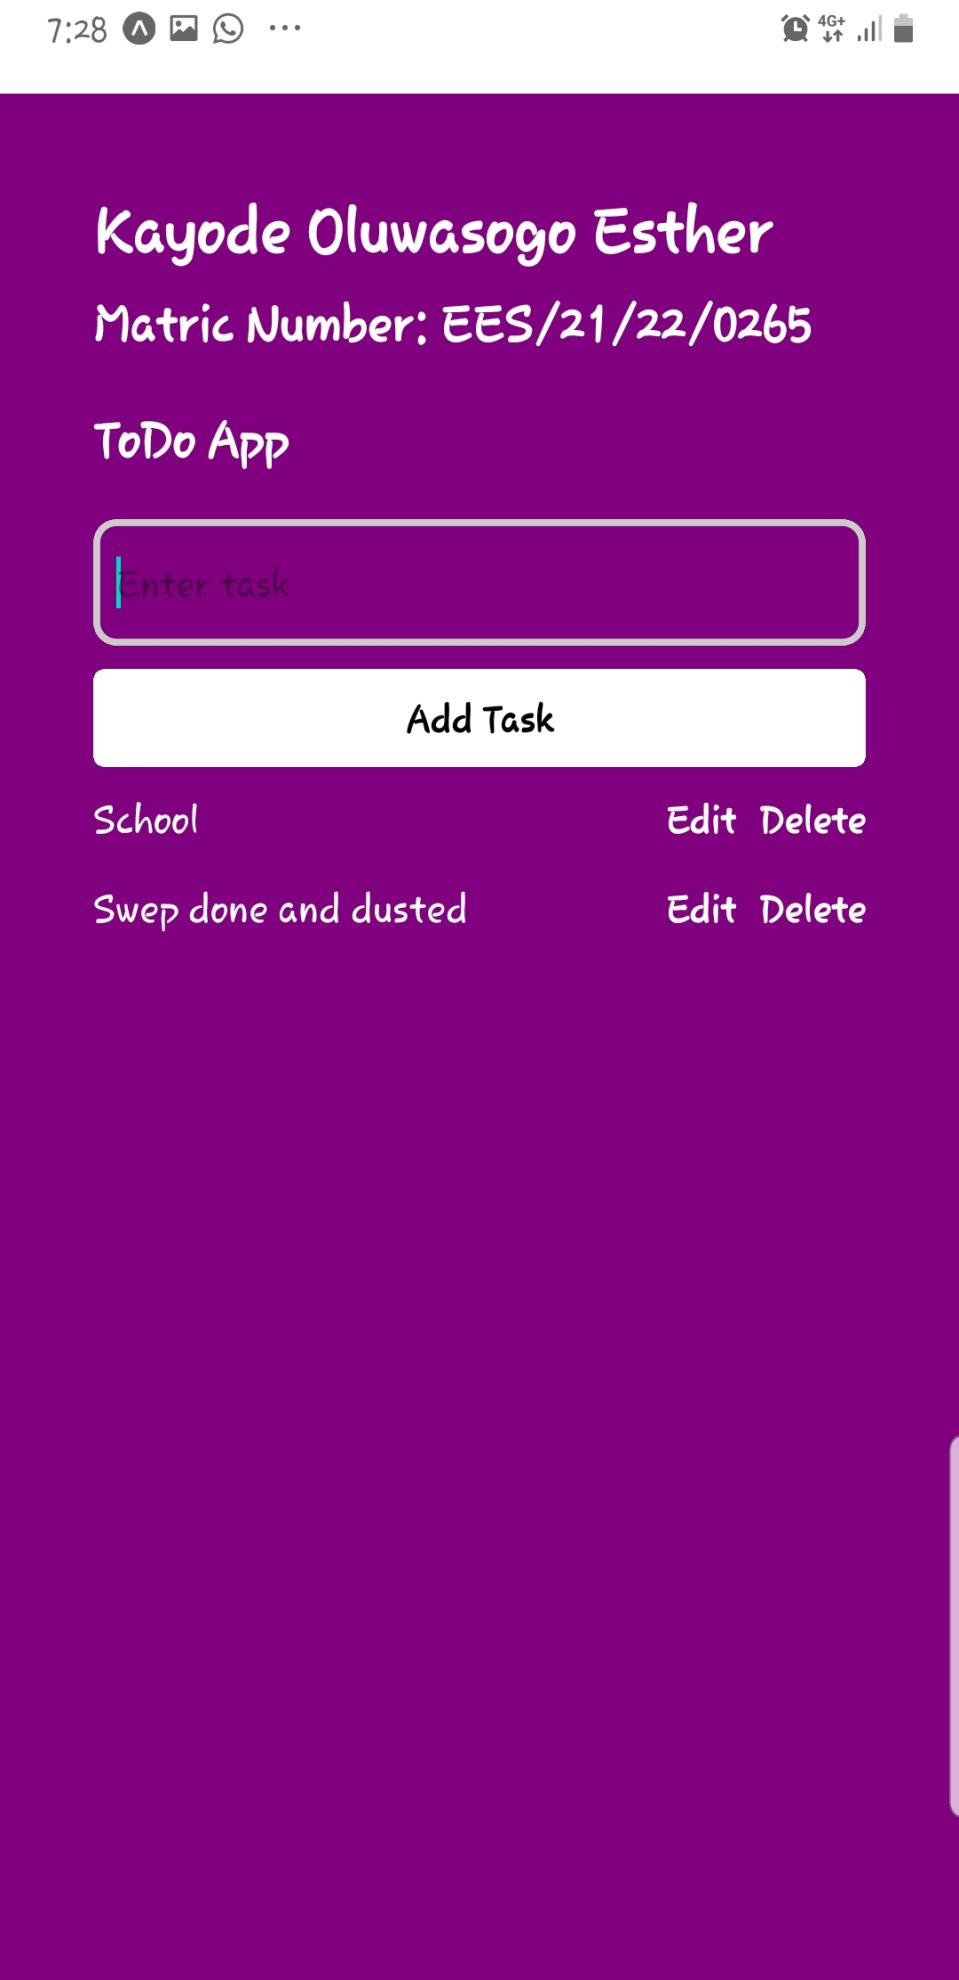 7:28 4G+
Kayode Oluwasogo Esther
Matric Number: EES/21/22/0265
ToDo App
Enter task
Add Task
School Edit Delete
Swep done and dusted Edit Delete